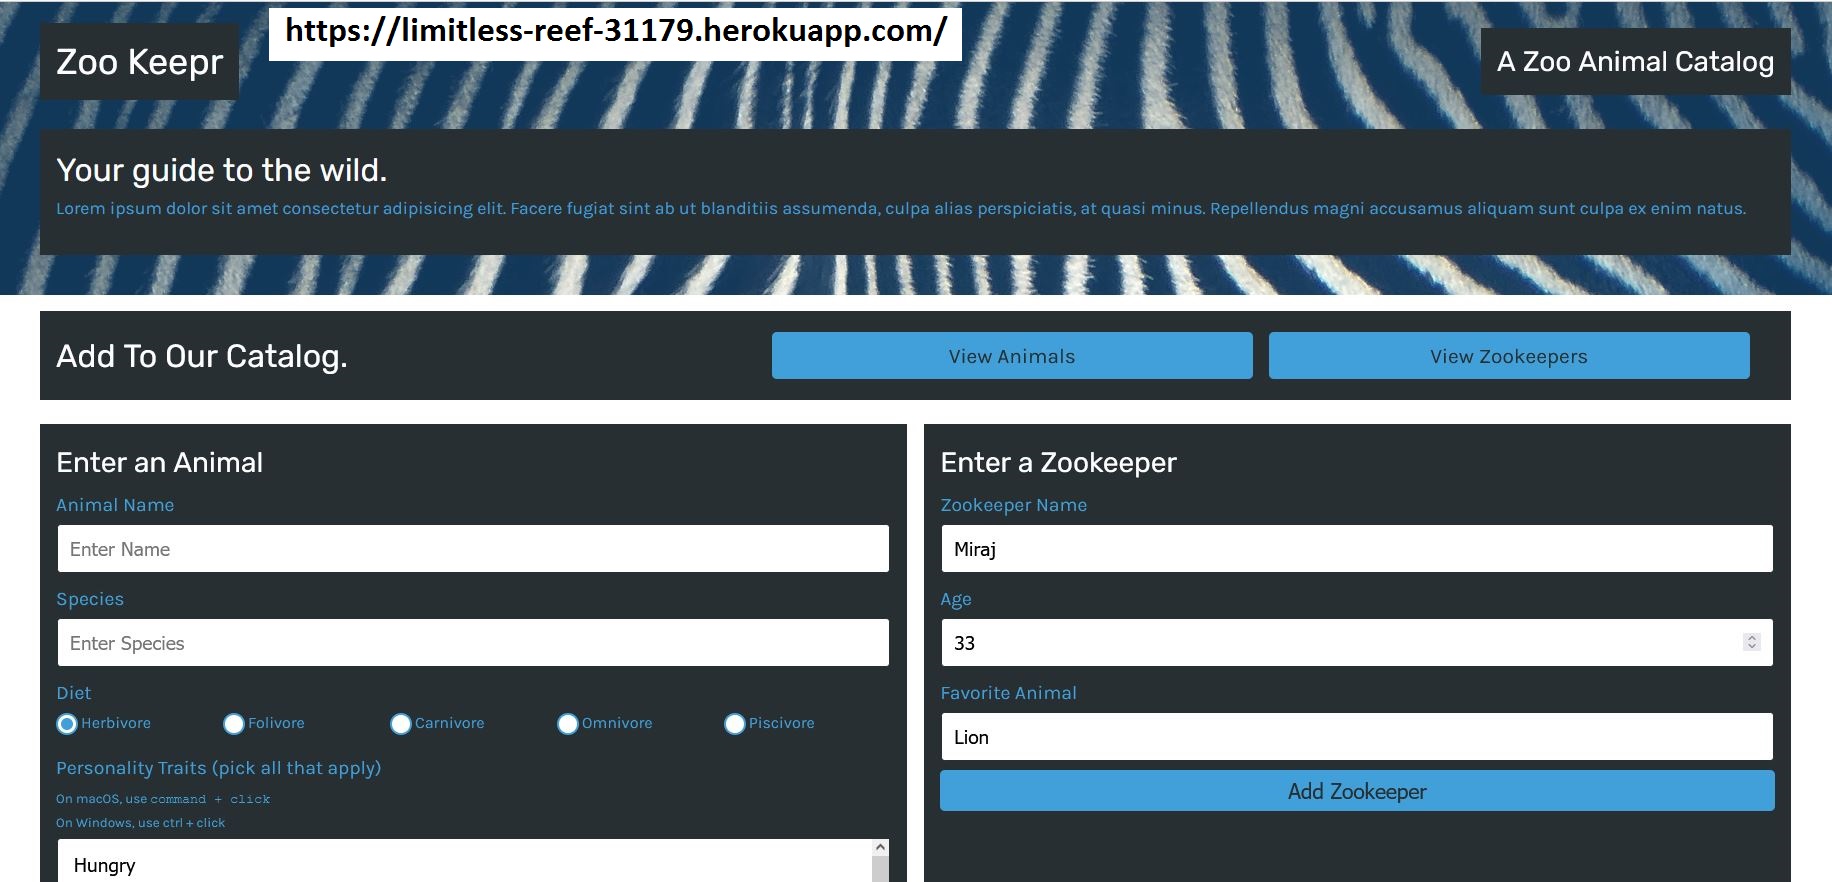 https://limitless-reef-31179.herokuapp.com/
Zoo Keepr
A Zoo Animal Catalog
Your guide to the wild.
Lorem ipsum dolor sit amet consectetur adipisicing elit. Facere fugiat sint ab ut blanditiis assumenda, culpa alias perspiciatis, at quasi minus. Repellendus magni accusamus aliquam sunt culpa ex enim natus.
Add To Our Catalog.
View Animals
View Zookeepers
Enter an Animal
Animal Name
Enter Name
Species
Enter Species
Diet
Herbivore
Folivore
Carnivore
Omnivore
Piscivore
Personality Traits (pick all that apply)
On macOS, use command + click
On Windows, use ctrl + click
Hungry
Enter a Zookeeper
Zookeeper Name
Miraj
Age
33
Favorite Animal
Lion
Add Zookeeper